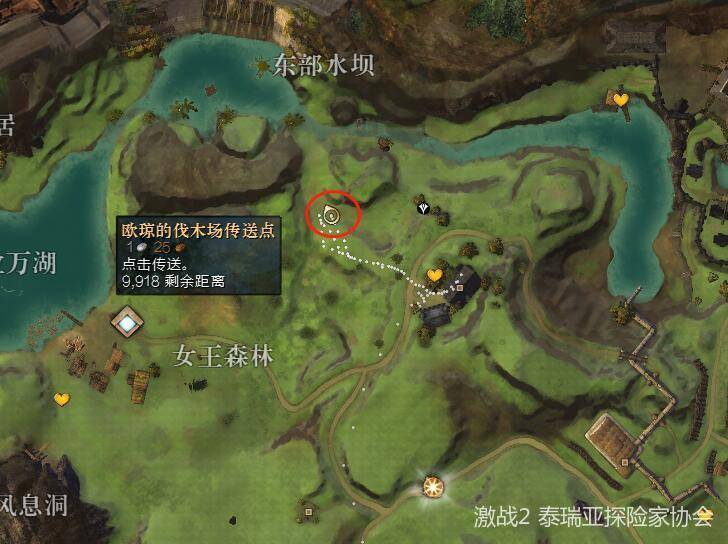 东部水坝
居
欧琼的伐木场传送点
1 25
点击传送。
9,918 剩余距离
万湖
女王森林
风息洞
激战2 泰瑞亚探险家协会